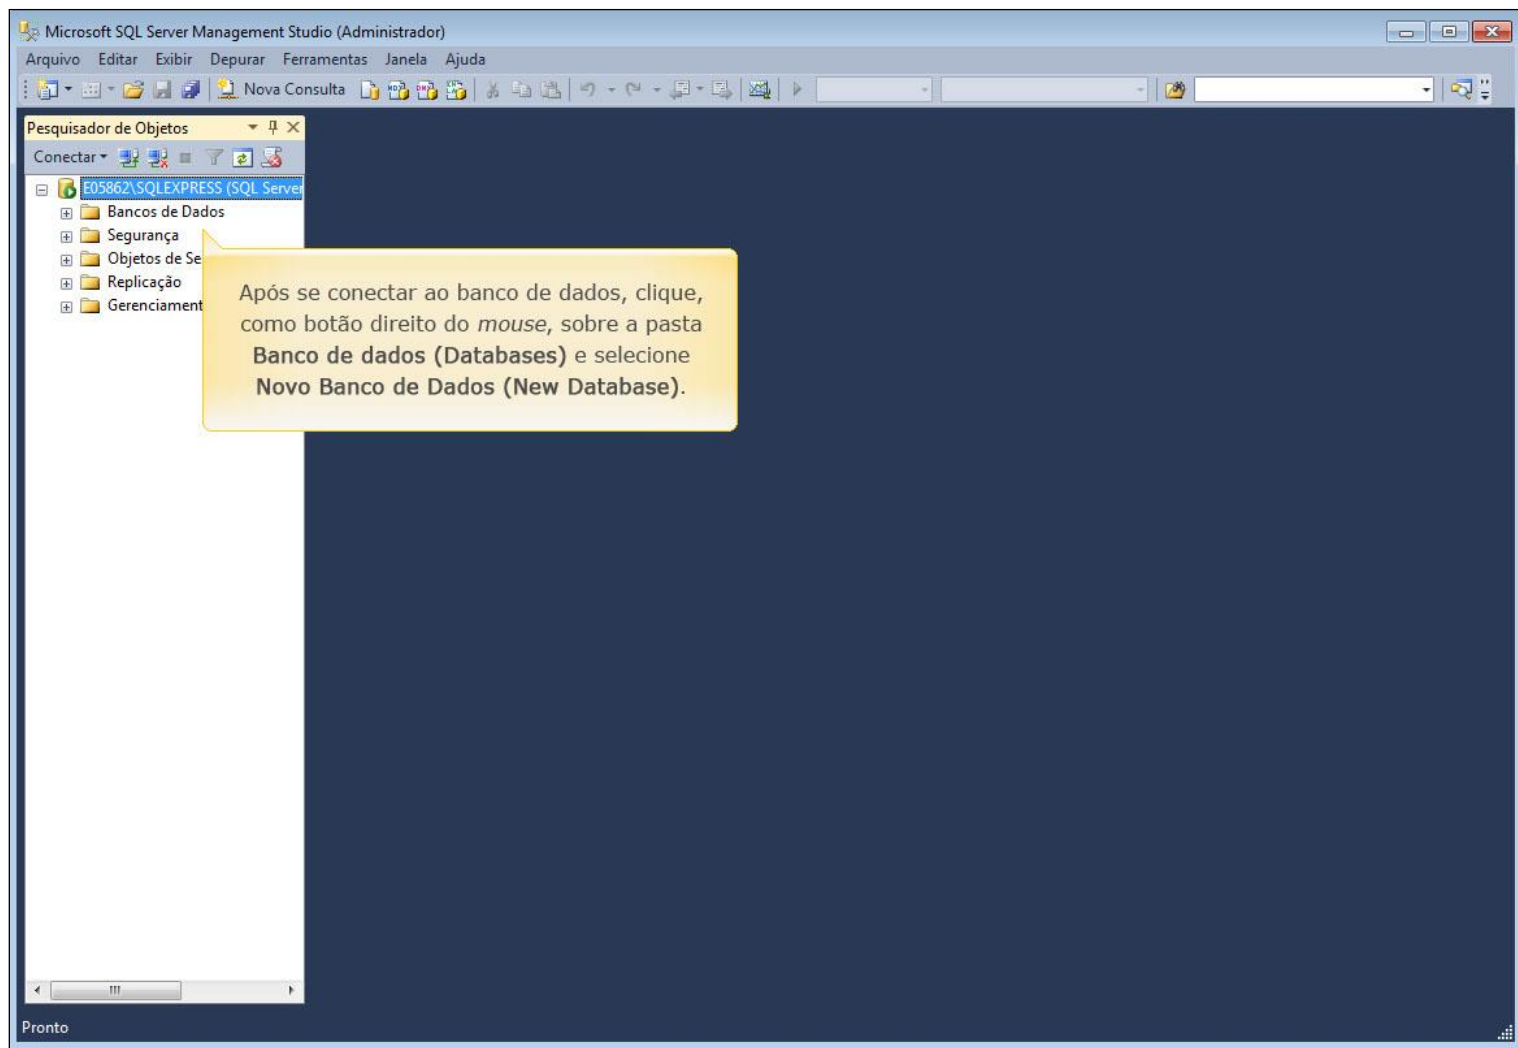 Microsoft SQL Server Management Studio (Administrador)
Arquivo Editar Exibir Depurar Ferramentas Janela Ajuda
Nova Consulta
Pesquisador de Objetos
Conectar
E05862\SQLEXPRESS (SQL Server
Bancos de Dados
Segurança
Objetos de Se
Replicação
Gerenciament
Após se conectar ao banco de dados, clique,
como botão direito do mouse, sobre a pasta
Banco de dados (Databases) e selecione
Novo Banco de Dados (New Database).
Pronto